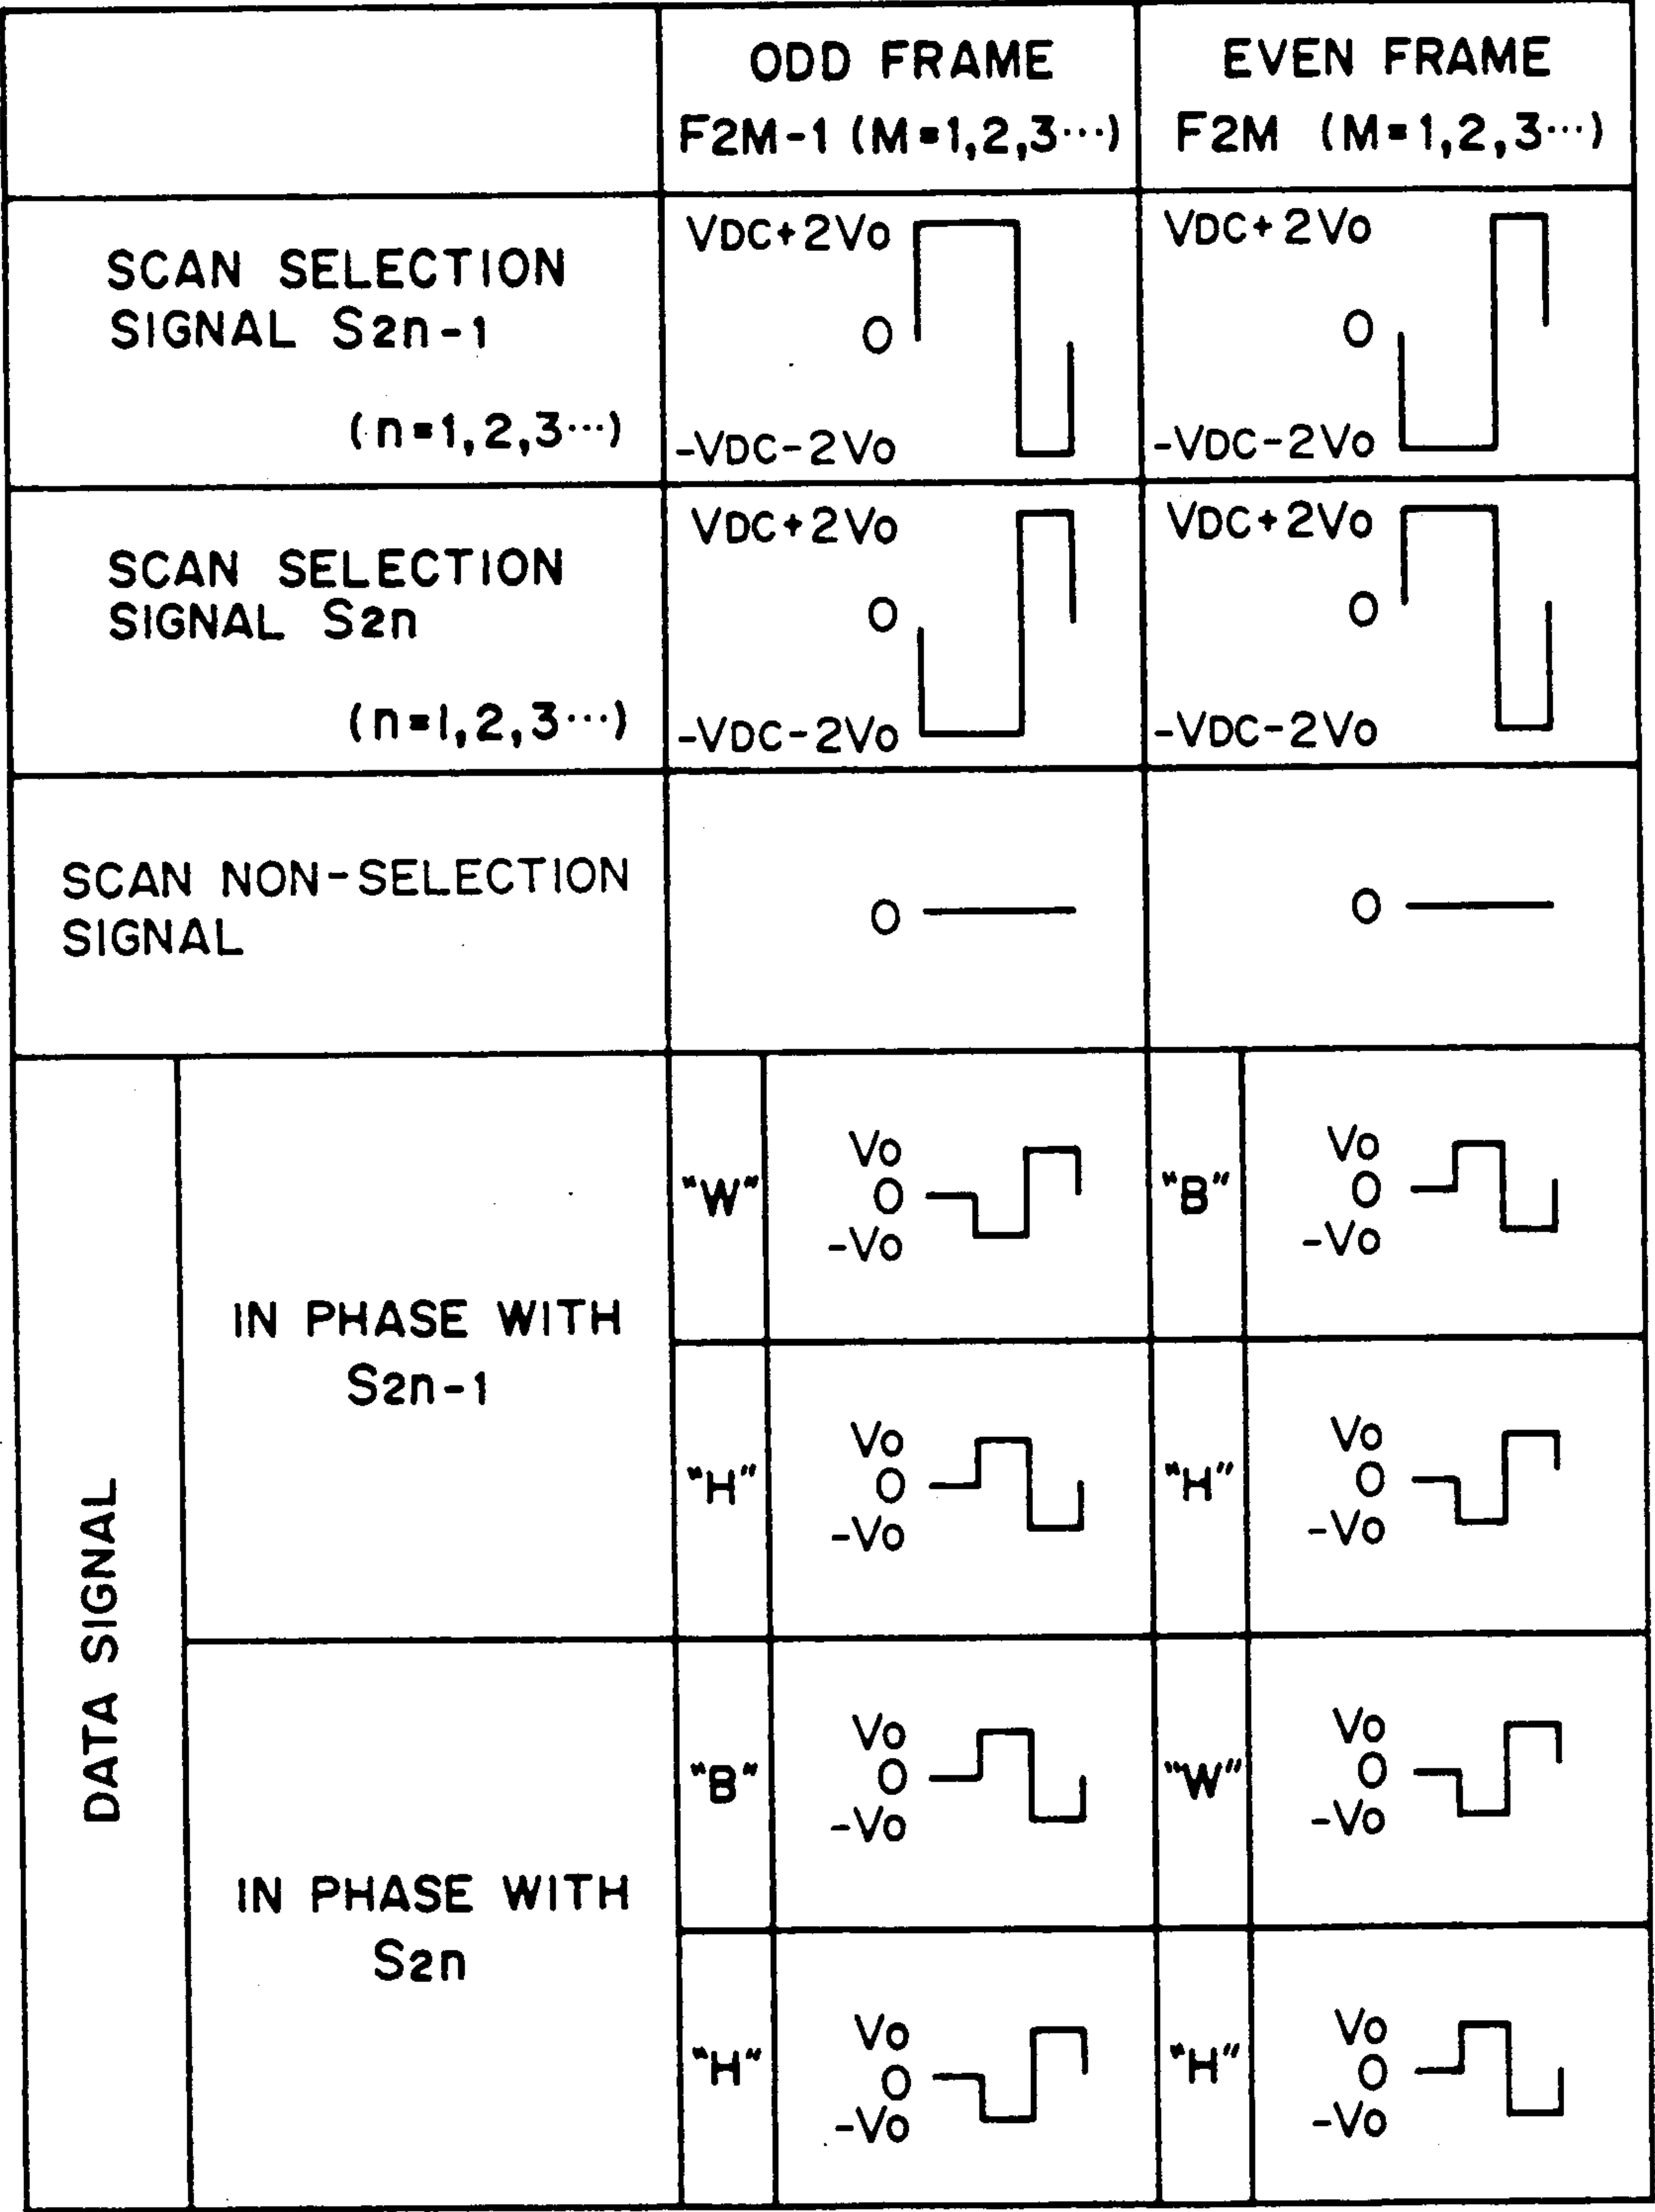 ODD FRAME
F2M-1 (M=1,2,3···)
EVEN FRAME
F2M (M=1,2,3···)
SCAN SELECTION
SIGNAL S2n-1
(n=1,2,3···)
VDC+2Vo
0
-VDC-2Vo
VDC+2Vo
0
-VDC-2Vo
SCAN SELECTION
SIGNAL S2n
(n=1,2,3···)
VDC+2Vo
0
-VDC-2Vo
VDC+2Vo
0
-VDC-2Vo
SCAN NON-SELECTION
SIGNAL
0
0
DATA SIGNAL
IN PHASE WITH
S2n-1
"W"
Vo
0
-Vo
"B"
Vo
0
-Vo
"H"
Vo
0
-Vo
"H"
Vo
0
-Vo
IN PHASE WITH
S2n
"B"
Vo
0
-Vo
"W"
Vo
0
-Vo
"H"
Vo
0
-Vo
"H"
Vo
0
-Vo